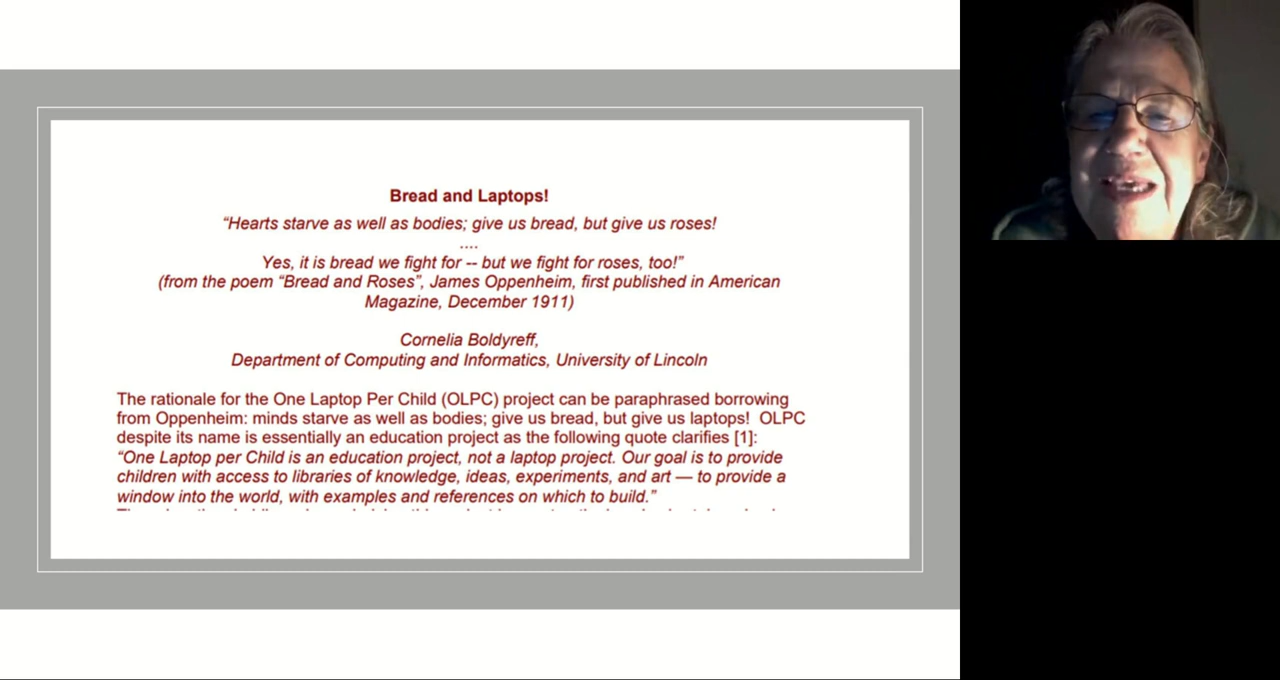 Bread and Laptops!
“Hearts starve as well as bodies; give us bread, but give us roses!
....
Yes, it is bread we fight for -- but we fight for roses, too!”
(from the poem “Bread and Roses”, James Oppenheim, first published in American
Magazine, December 1911)
Cornelia Boldyreff,
Department of Computing and Informatics, University of Lincoln
The rationale for the One Laptop Per Child (OLPC) project can be paraphrased borrowing
from Oppenheim: minds starve as well as bodies; give us bread, but give us laptops!  OLPC
despite its name is essentially an education project as the following quote clarifies [1]:
“One Laptop per Child is an education project, not a laptop project. Our goal is to provide
children with access to libraries of knowledge, ideas, experiments, and art — to provide a
window into the world, with examples and references on which to build.”